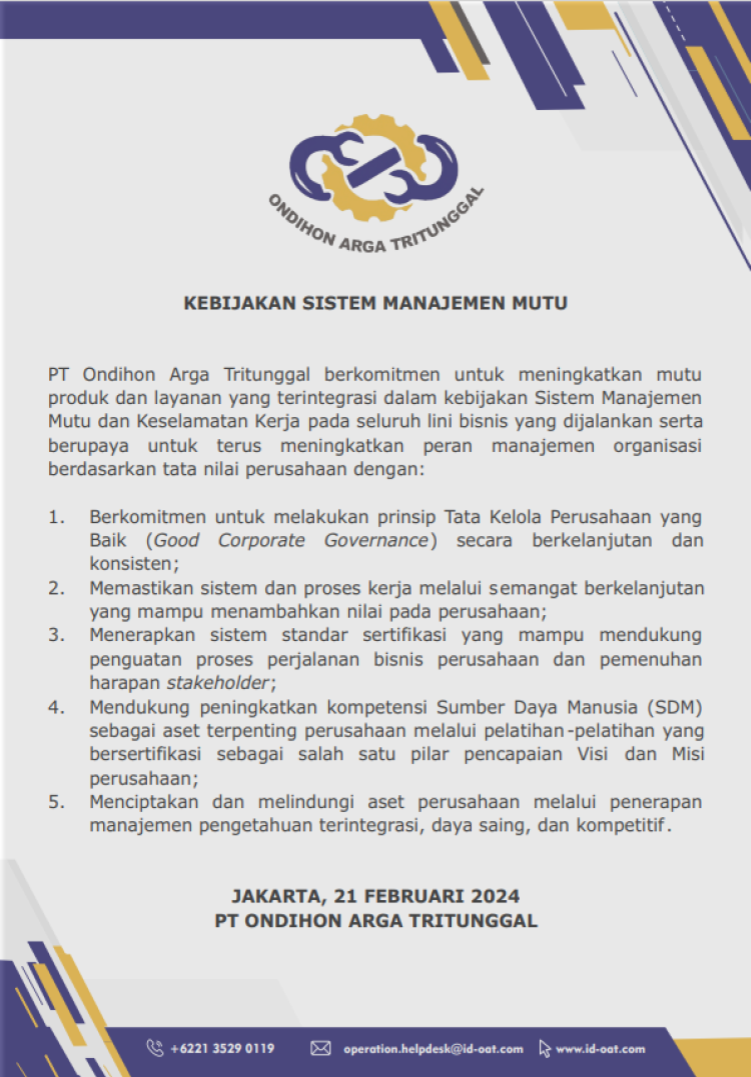 ONDIHON ARGA TRITUNGGAL
KEBIJAKAN SISTEM MANAJEMEN MUTU
PT Ondihon Arga Tritunggal berkomitmen untuk meningkatkan mutu
produk dan layanan yang terintegrasi dalam kebijakan Sistem Manajemen
Mutu dan Keselamatan Kerja pada seluruh lini bisnis yang dijalankan serta
berupaya untuk terus meningkatkan peran manajemen organisasi
berdasarkan tata nilai perusahaan dengan:
1. Berkomitmen untuk melakukan prinsip Tata Kelola Perusahaan yang
Baik (Good Corporate Governance) secara berkelanjutan dan
konsisten;
2. Memastikan sistem dan proses kerja melalui semangat berkelanjutan
yang mampu menambahkan nilai pada perusahaan;
3. Menerapkan sistem standar sertifikasi yang mampu mendukung
penguatan proses perjalanan bisnis perusahaan dan pemenuhan
harapan stakeholder;
4. Mendukung peningkatkan kompetensi Sumber Daya Manusia (SDM)
sebagai aset terpenting perusahaan melalui pelatihan-pelatihan yang
bersertifikasi sebagai salah satu pilar pencapaian Visi dan Misi
perusahaan;
5. Menciptakan dan melindungi aset perusahaan melalui penerapan
manajemen pengetahuan terintegrasi, daya saing, dan kompetitif.
JAKARTA, 21 FEBRUARI 2024
PT ONDIHON ARGA TRITUNGGAL
+6221 3529 0119 operation.helpdesk@id-oat.com www.id-oat.com